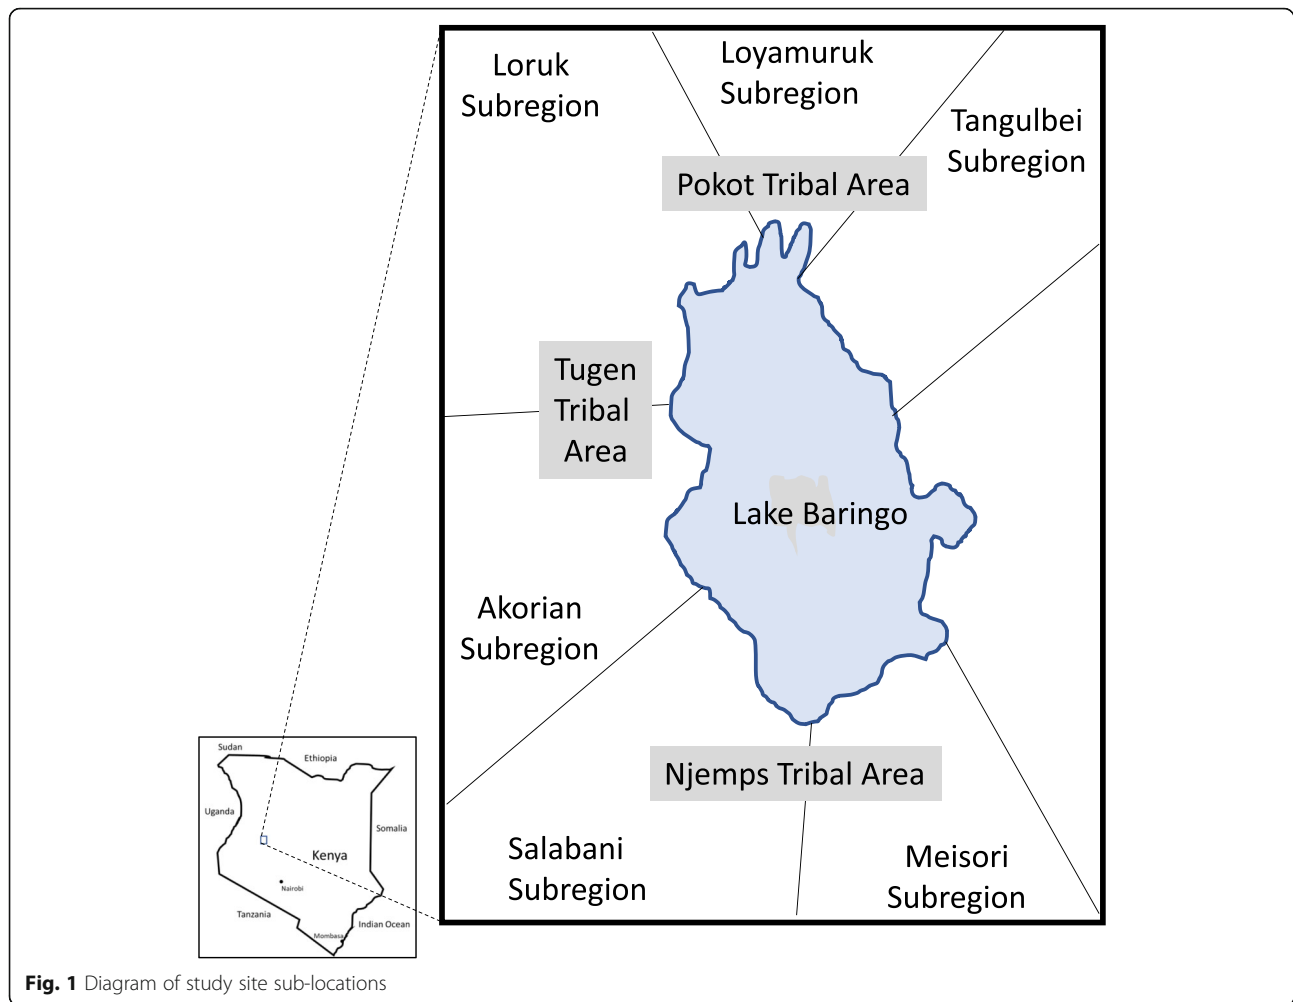 Loruk
Subregion
Loyamuruk
Subregion
Tangulbei
Subregion
Pokot Tribal Area
Tugen
Tribal
Area
Lake Baringo
Akorian
Subregion
Njemps Tribal Area
Salabani
Subregion
Meisori
Subregion
Sudan
Ethiopia
Uganda
Somalia
Kenya
Nairobi
Tanzania
Indian Ocean
Mombasa
Fig. 1 Diagram of study site sub-locations